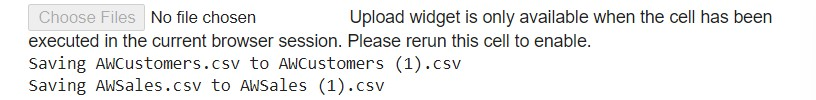 Choose Files No file chosen Upload widget is only available when the cell has been
executed in the current browser session. Please rerun this cell to enable.
Saving AWCustomers.csv to AWCustomers (1).csv
Saving AWSales.csv to AWSales (1).csv